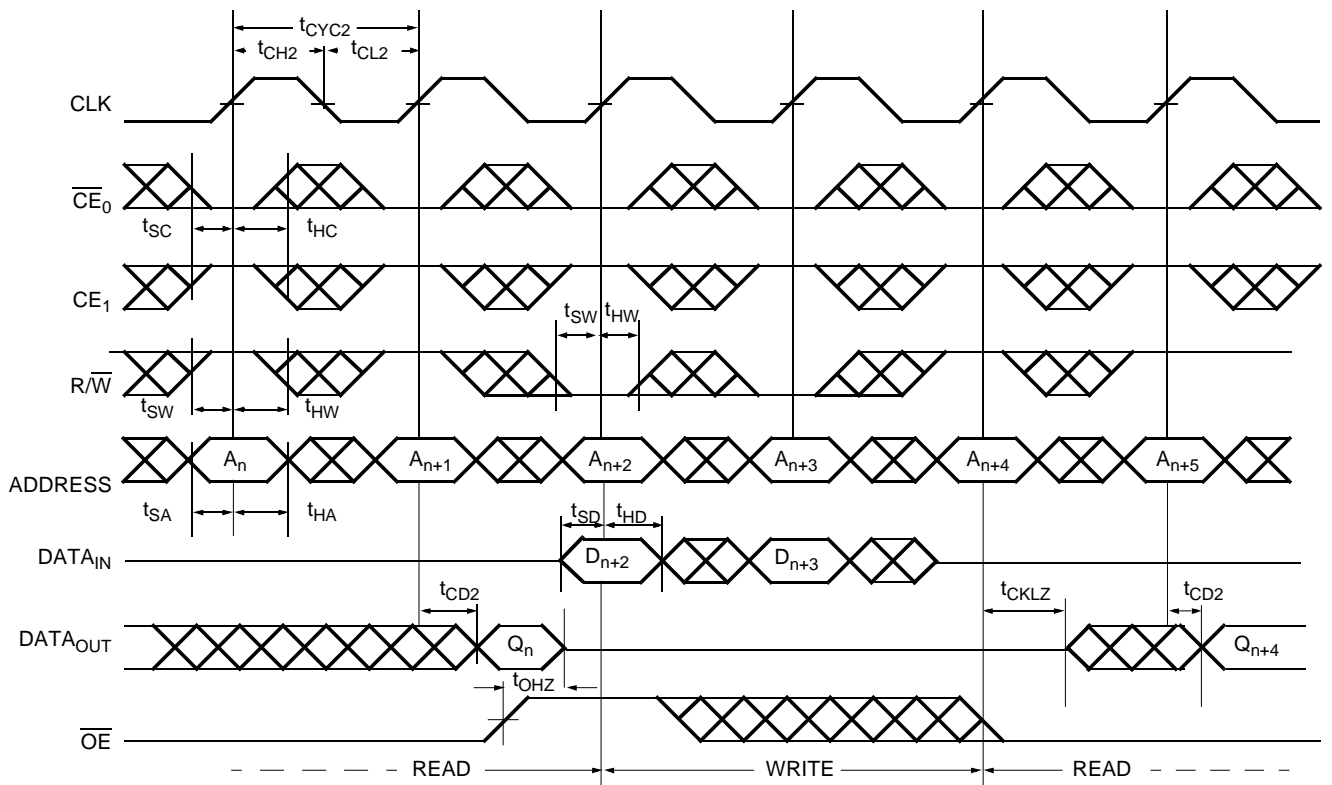 tCYC2
tCH2 tCL2
CLK
CE0
tSC tHC
CE1
tSW tHW
R/W
tSW tHW
An An+1 An+2 An+3 An+4 An+5
ADDRESS
tSA tHA
tSD tHD
DATAIN Dn+2 Dn+3
tCD2 tCKLZ tCD2
DATAOUT Qn Qn+4
tOHZ
OE
READ WRITE READ